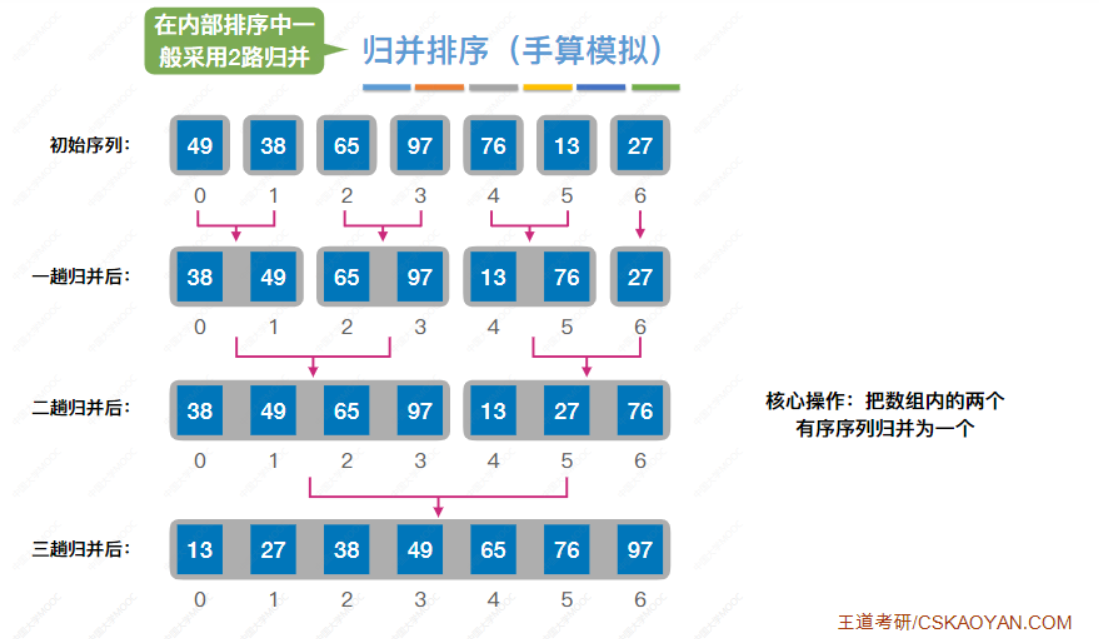 在内部排序中一
般采用2路归并
归并排序（手算模拟）
初始序列：
49 38 65 97 76 13 27
0 1 2 3 4 5 6
一趟归并后：
38 49 65 97 13 76 27
0 1 2 3 4 5 6
二趟归并后：
38 49 65 97 13 27 76
0 1 2 3 4 5 6
核心操作：把数组内的两个
有序序列归并为一个
三趟归并后：
13 27 38 49 65 76 97
0 1 2 3 4 5 6
王道考研/CSKAOYAN.COM